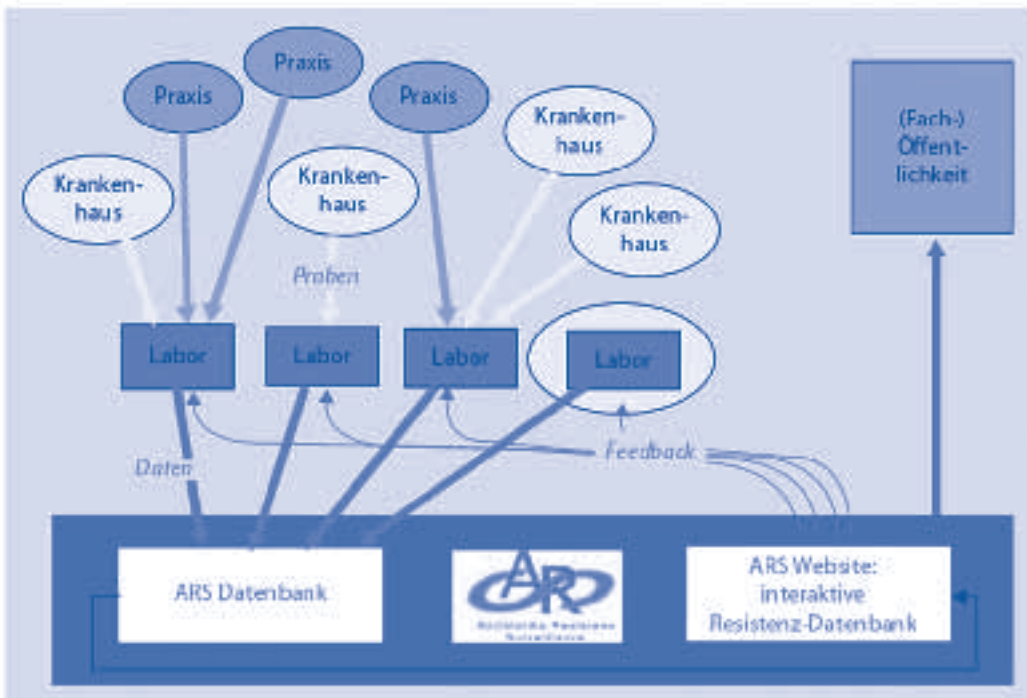 Praxis
Praxis
Praxis
Kranken-
haus
(Fach-)
Öffent-
lichkeit
Kranken-
haus
Kranken-
haus
Kranken-
haus
Proben
Labor
Labor
Labor
Labor
Daten
Feedback
ARS Datenbank
ARS
ARS Website:
interaktive
Resistenz-Datenbank